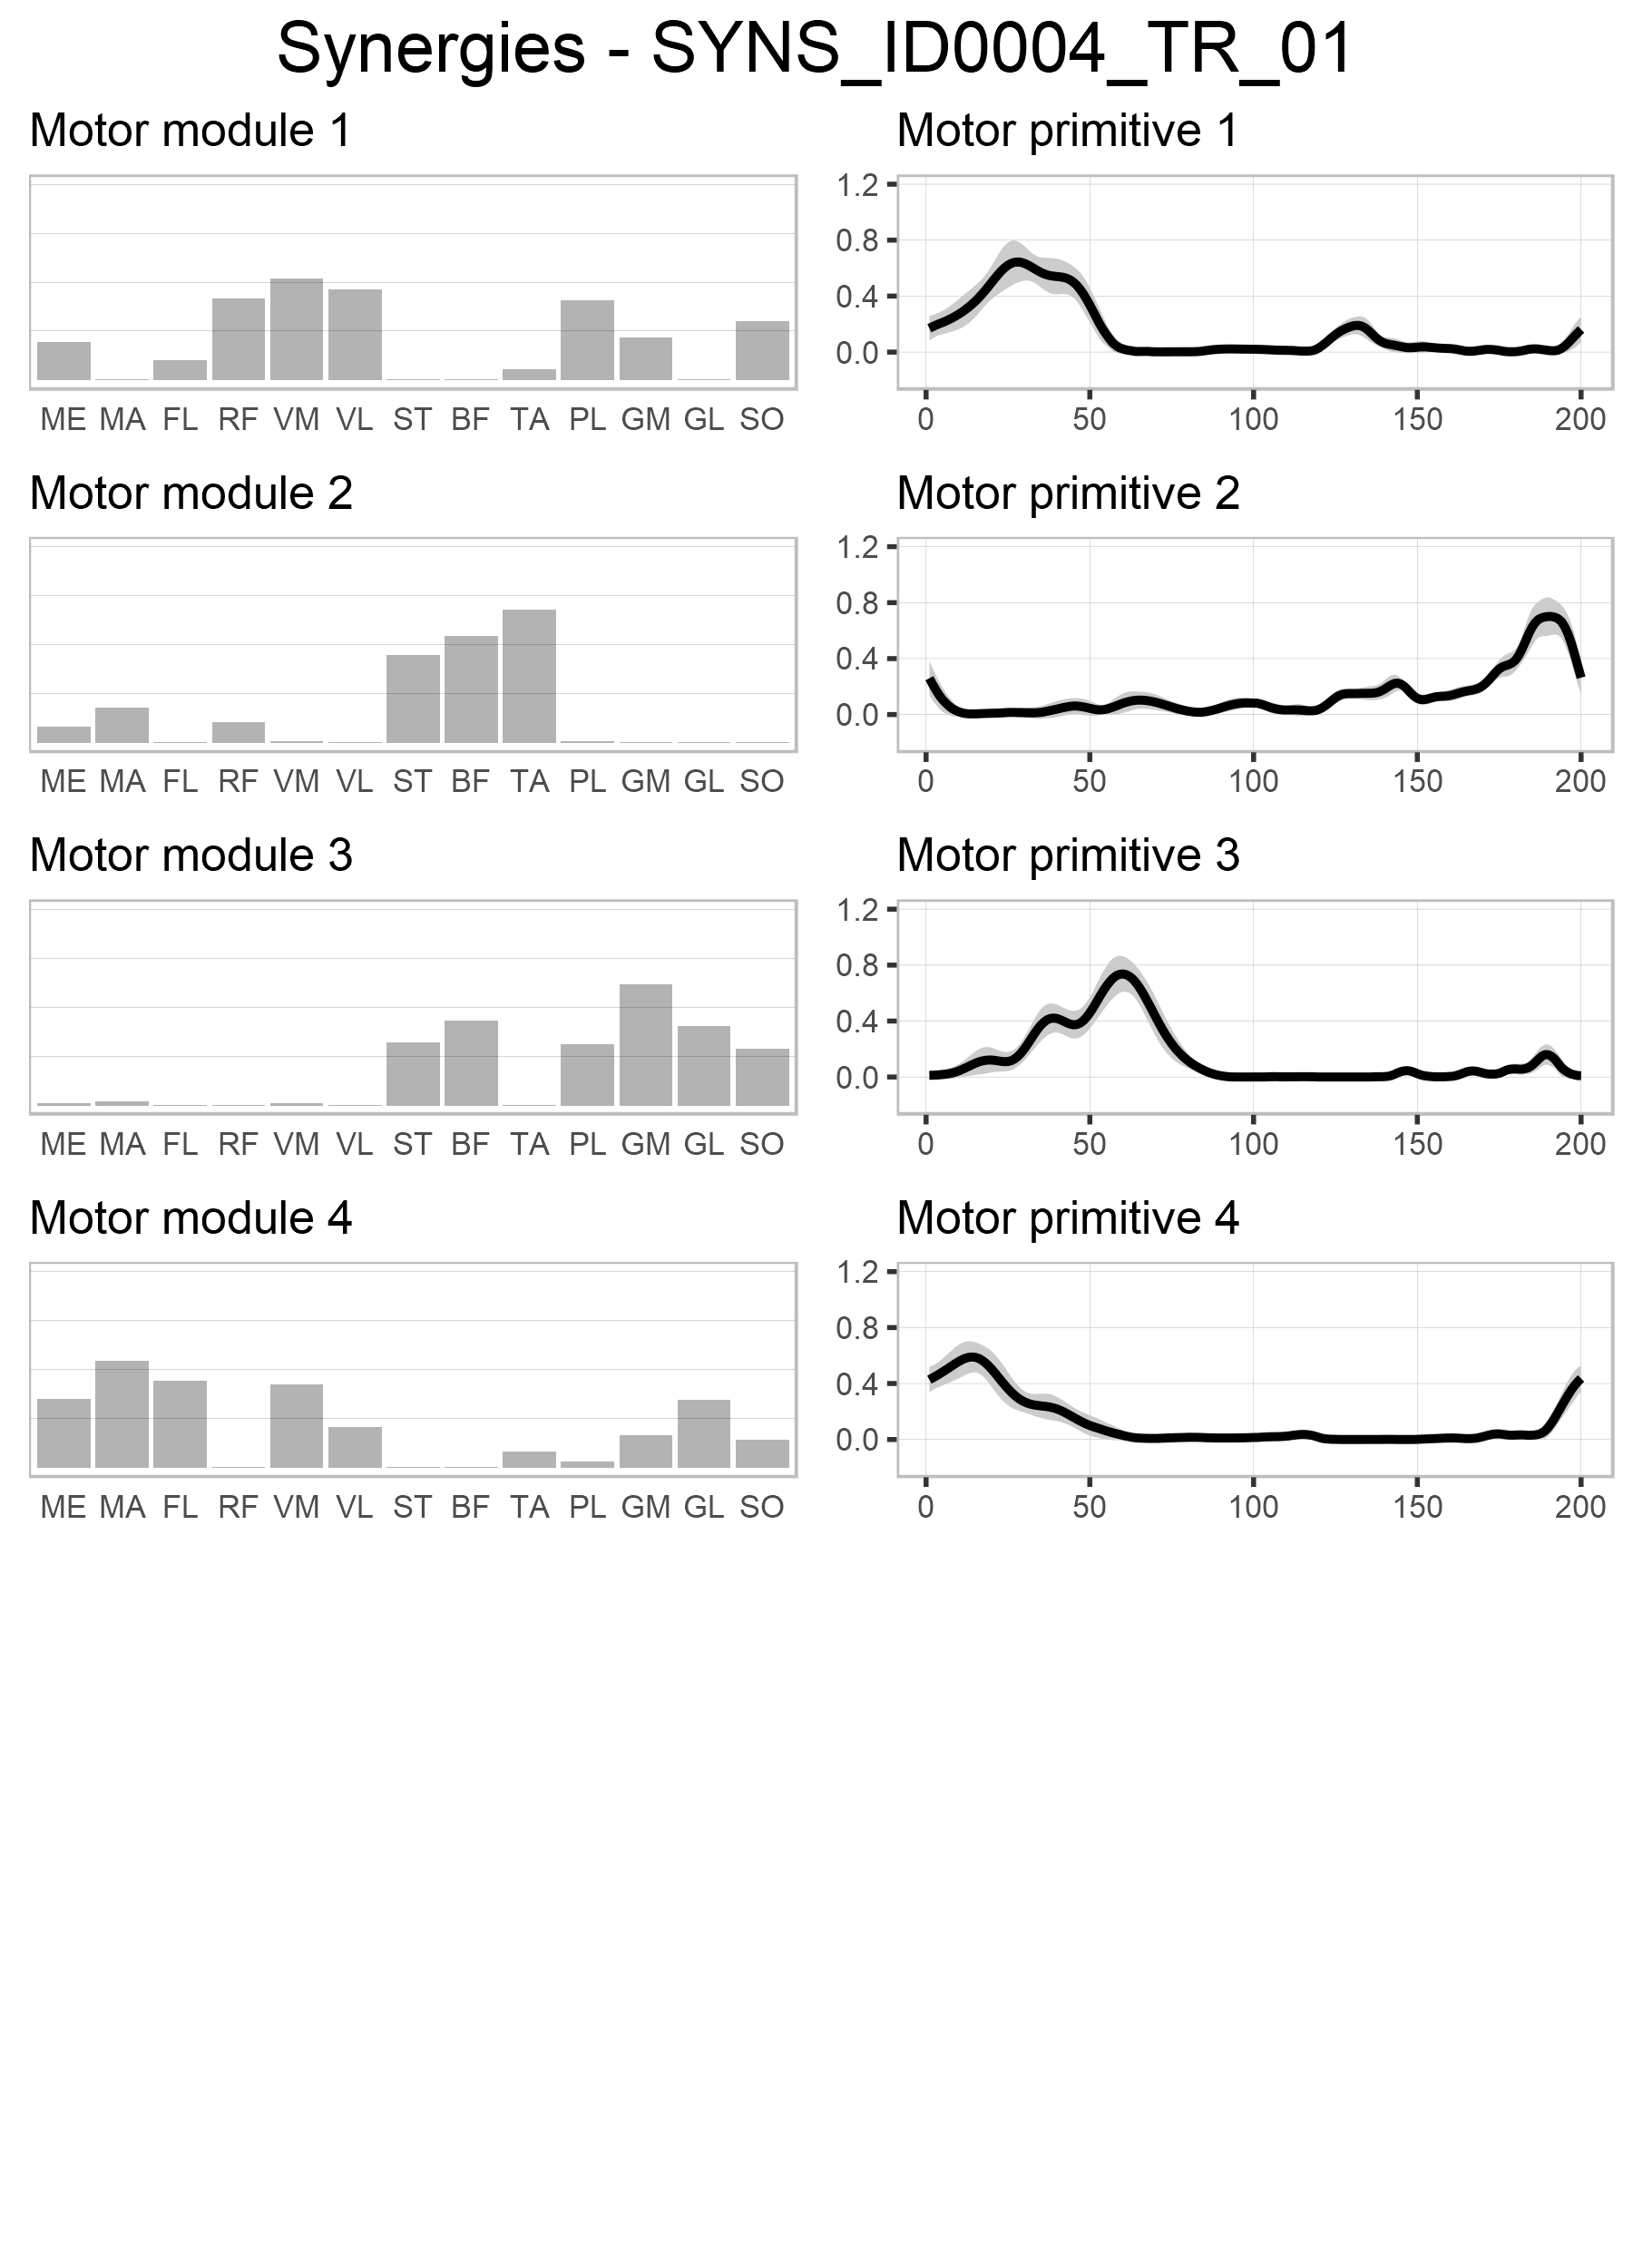 Synergies - SYNS_ID0004_TR_01
Motor module 1
Motor primitive 1
1.2
0.8
0.4
0.0
ME MA FL RF VM VL ST BF TA PL GM GL SO
0 50 100 150 200
Motor module 2
Motor primitive 2
1.2
0.8
0.4
0.0
ME MA FL RF VM VL ST BF TA PL GM GL SO
0 50 100 150 200
Motor module 3
Motor primitive 3
1.2
0.8
0.4
0.0
ME MA FL RF VM VL ST BF TA PL GM GL SO
0 50 100 150 200
Motor module 4
Motor primitive 4
1.2
0.8
0.4
0.0
ME MA FL RF VM VL ST BF TA PL GM GL SO
0 50 100 150 200